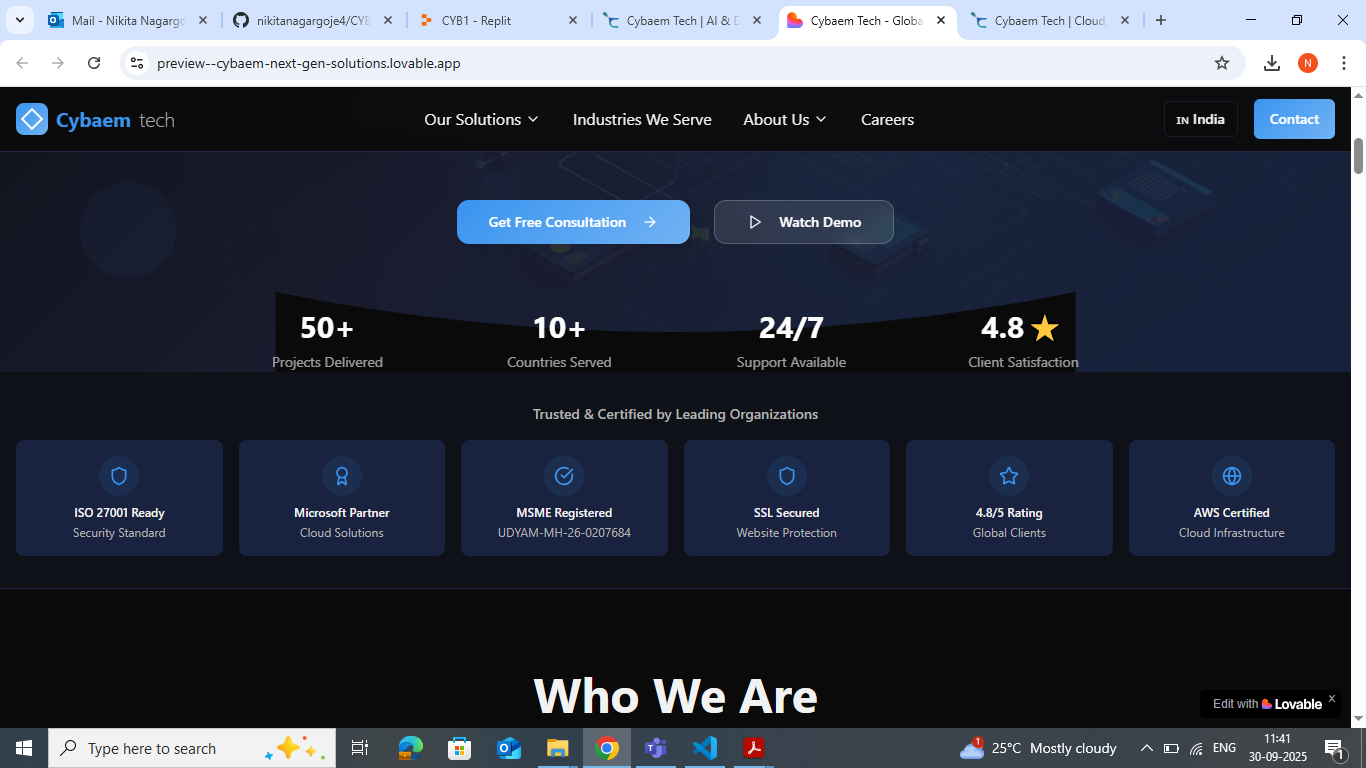 Mail - Nikita Nagargo
nikitanagargoje4/CYB
CYB1 - Replit
Cybaem Tech | AI & D
Cybaem Tech - Globa
Cybaem Tech | Cloud,
preview--cybaem-next-gen-solutions.lovable.app
N
Cybaem tech
Our Solutions
Industries We Serve
About Us
Careers
IN India
Contact
Get Free Consultation
Watch Demo
50+
Projects Delivered
10+
Countries Served
24/7
Support Available
4.8
Client Satisfaction
Trusted & Certified by Leading Organizations
ISO 27001 Ready
Security Standard
Microsoft Partner
Cloud Solutions
MSME Registered
UDYAM-MH-26-0207684
SSL Secured
Website Protection
4.8/5 Rating
Global Clients
AWS Certified
Cloud Infrastructure
Who We Are
Edit with Lovable
Type here to search
1
25°C Mostly cloudy
ENG
11:41
30-09-2025
1